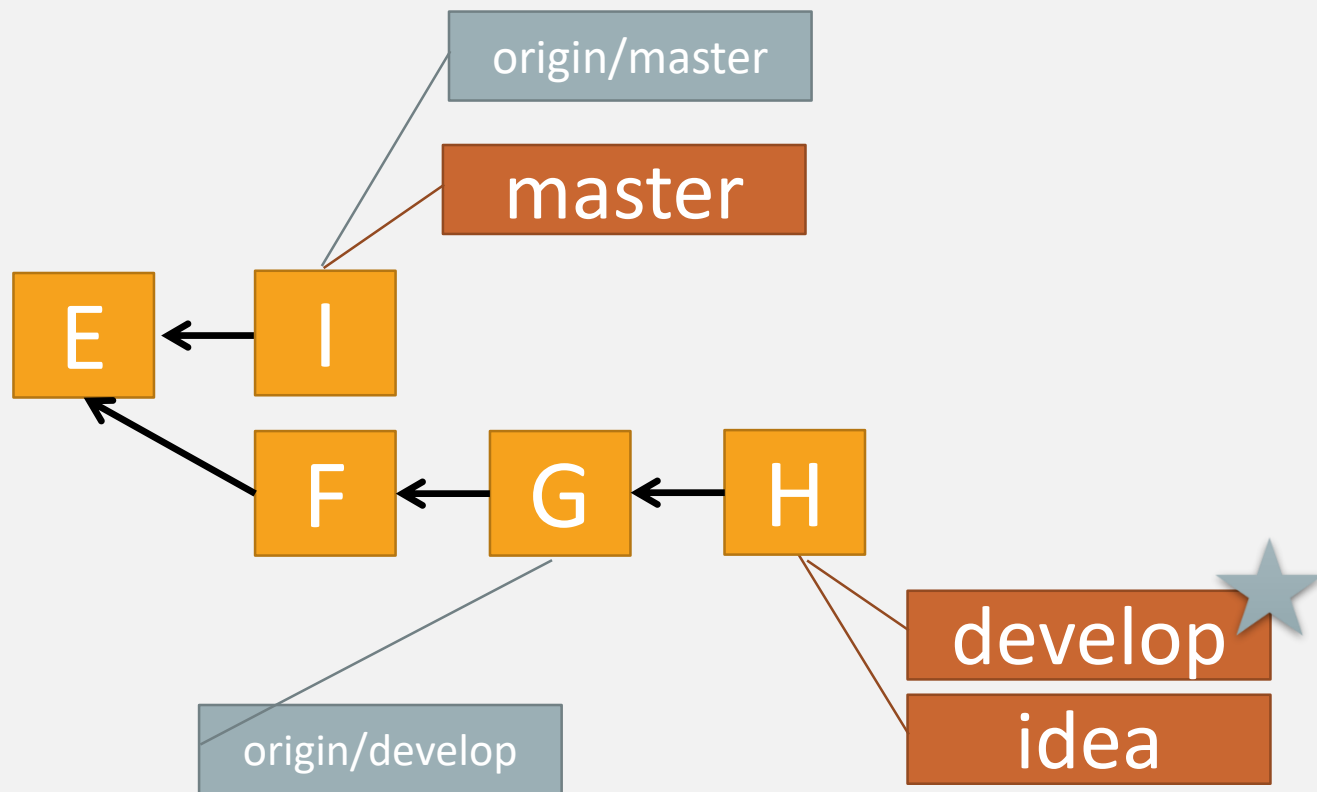 origin/master
master
E
I
F
G
H
develop
idea
origin/develop